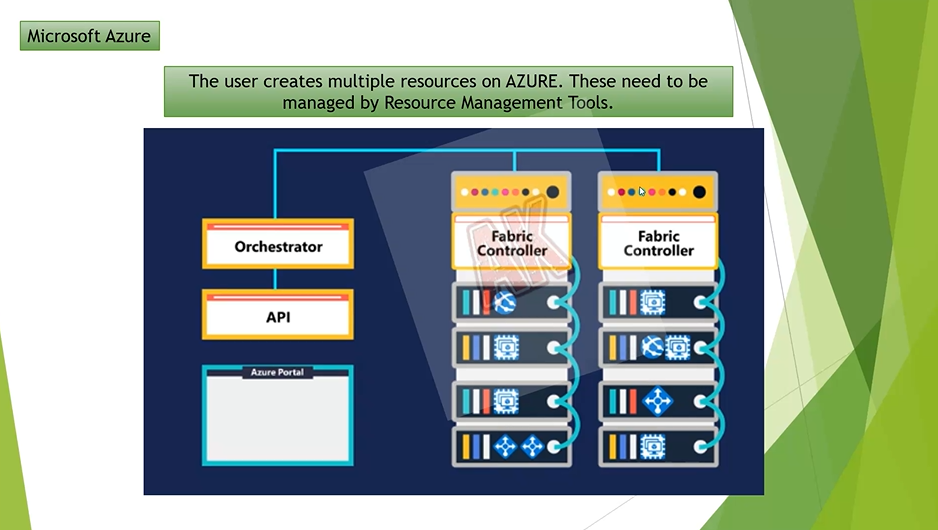 Microsoft Azure
The user creates multiple resources on AZURE. These need to be
managed by Resource Management Tools.
Orchestrator
API
Azure Portal
Fabric
Controller
Fabric
Controller
AK